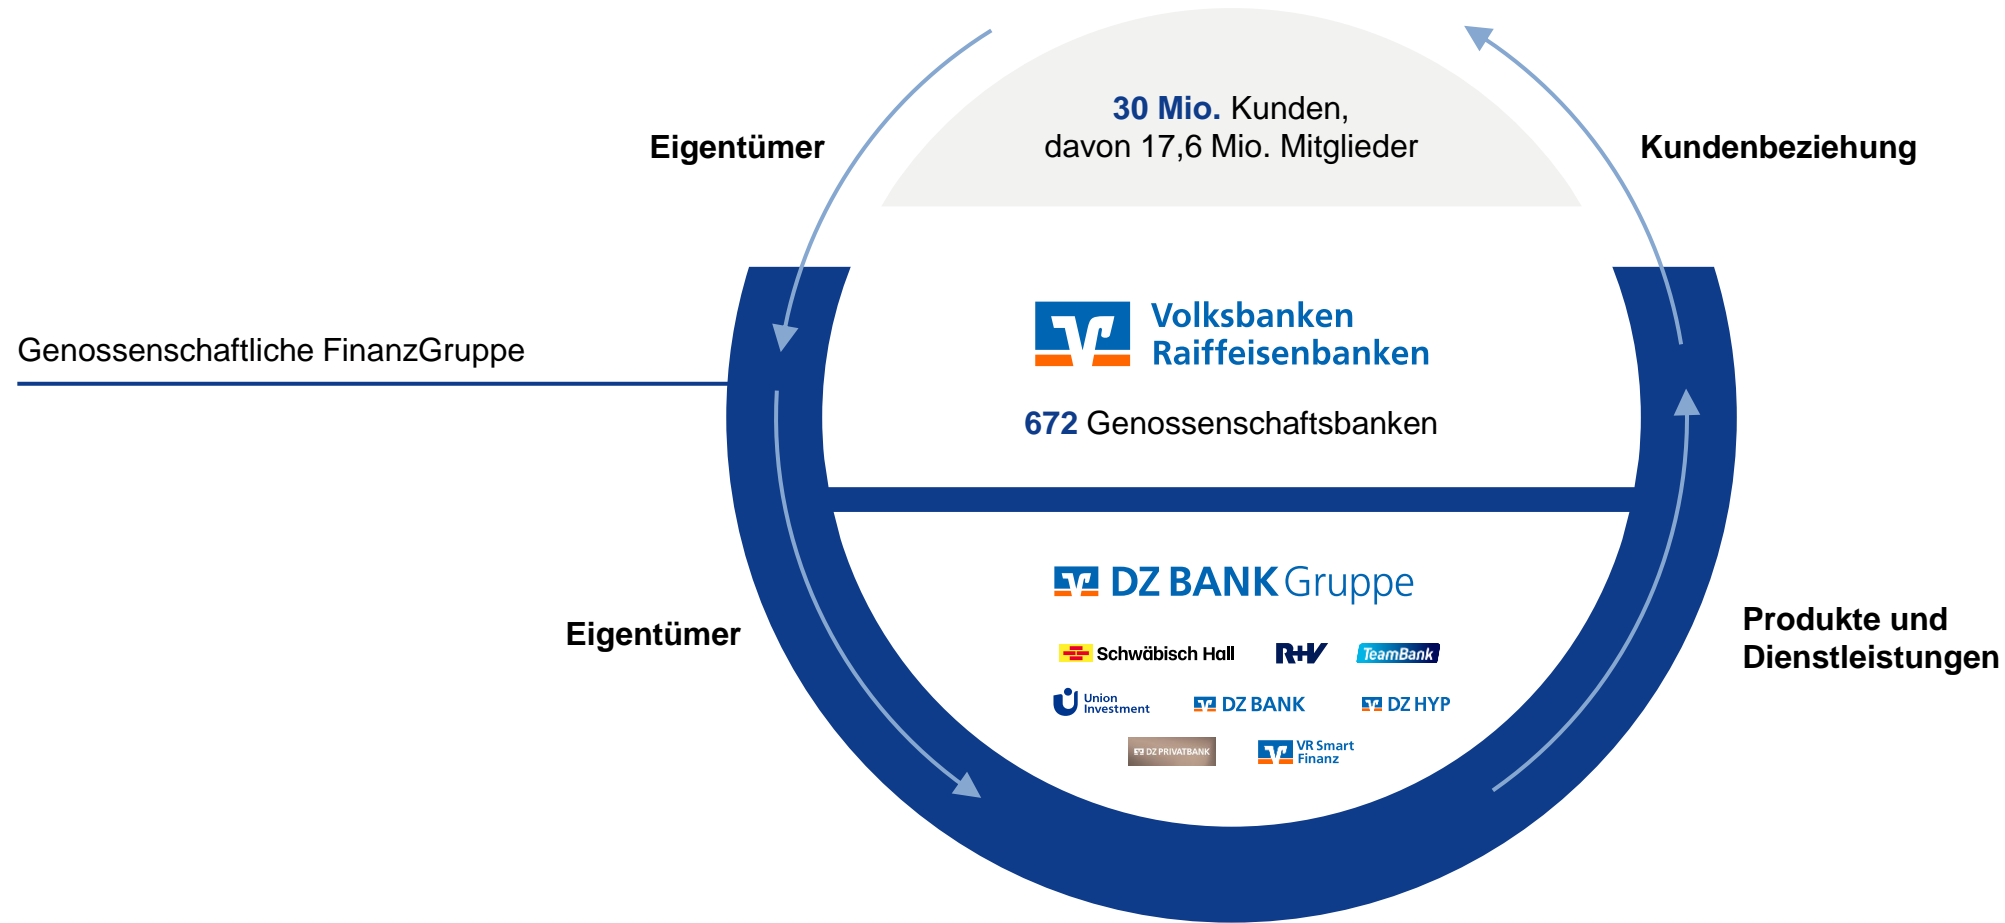 30 Mio. Kunden,
davon 17,6 Mio. Mitglieder
Eigentümer
Kundenbeziehung
Genossenschaftliche FinanzGruppe
Volksbanken
Raiffeisenbanken
672 Genossenschaftsbanken
DZ BANK Gruppe
Eigentümer
Produkte und
Dienstleistungen
Schwäbisch Hall
R+V
TeamBank
Union
Investment
DZ BANK
DZ HYP
DZ PRIVATBANK
VR Smart
Finanz